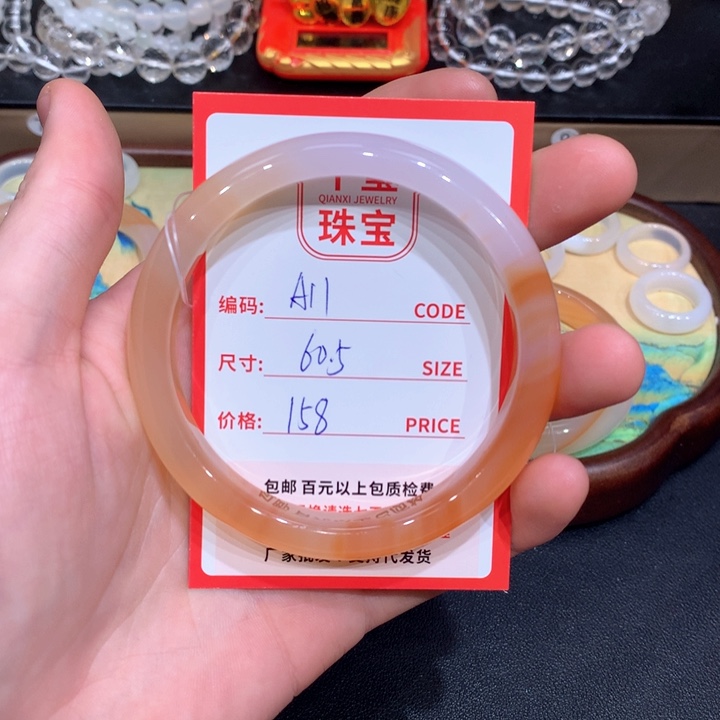 QIANXI JEWELRY
珠宝
编码: A11 CODE
尺寸: 60.5 SIZE
价格: 158 PRICE
包邮 百元以上包质检费